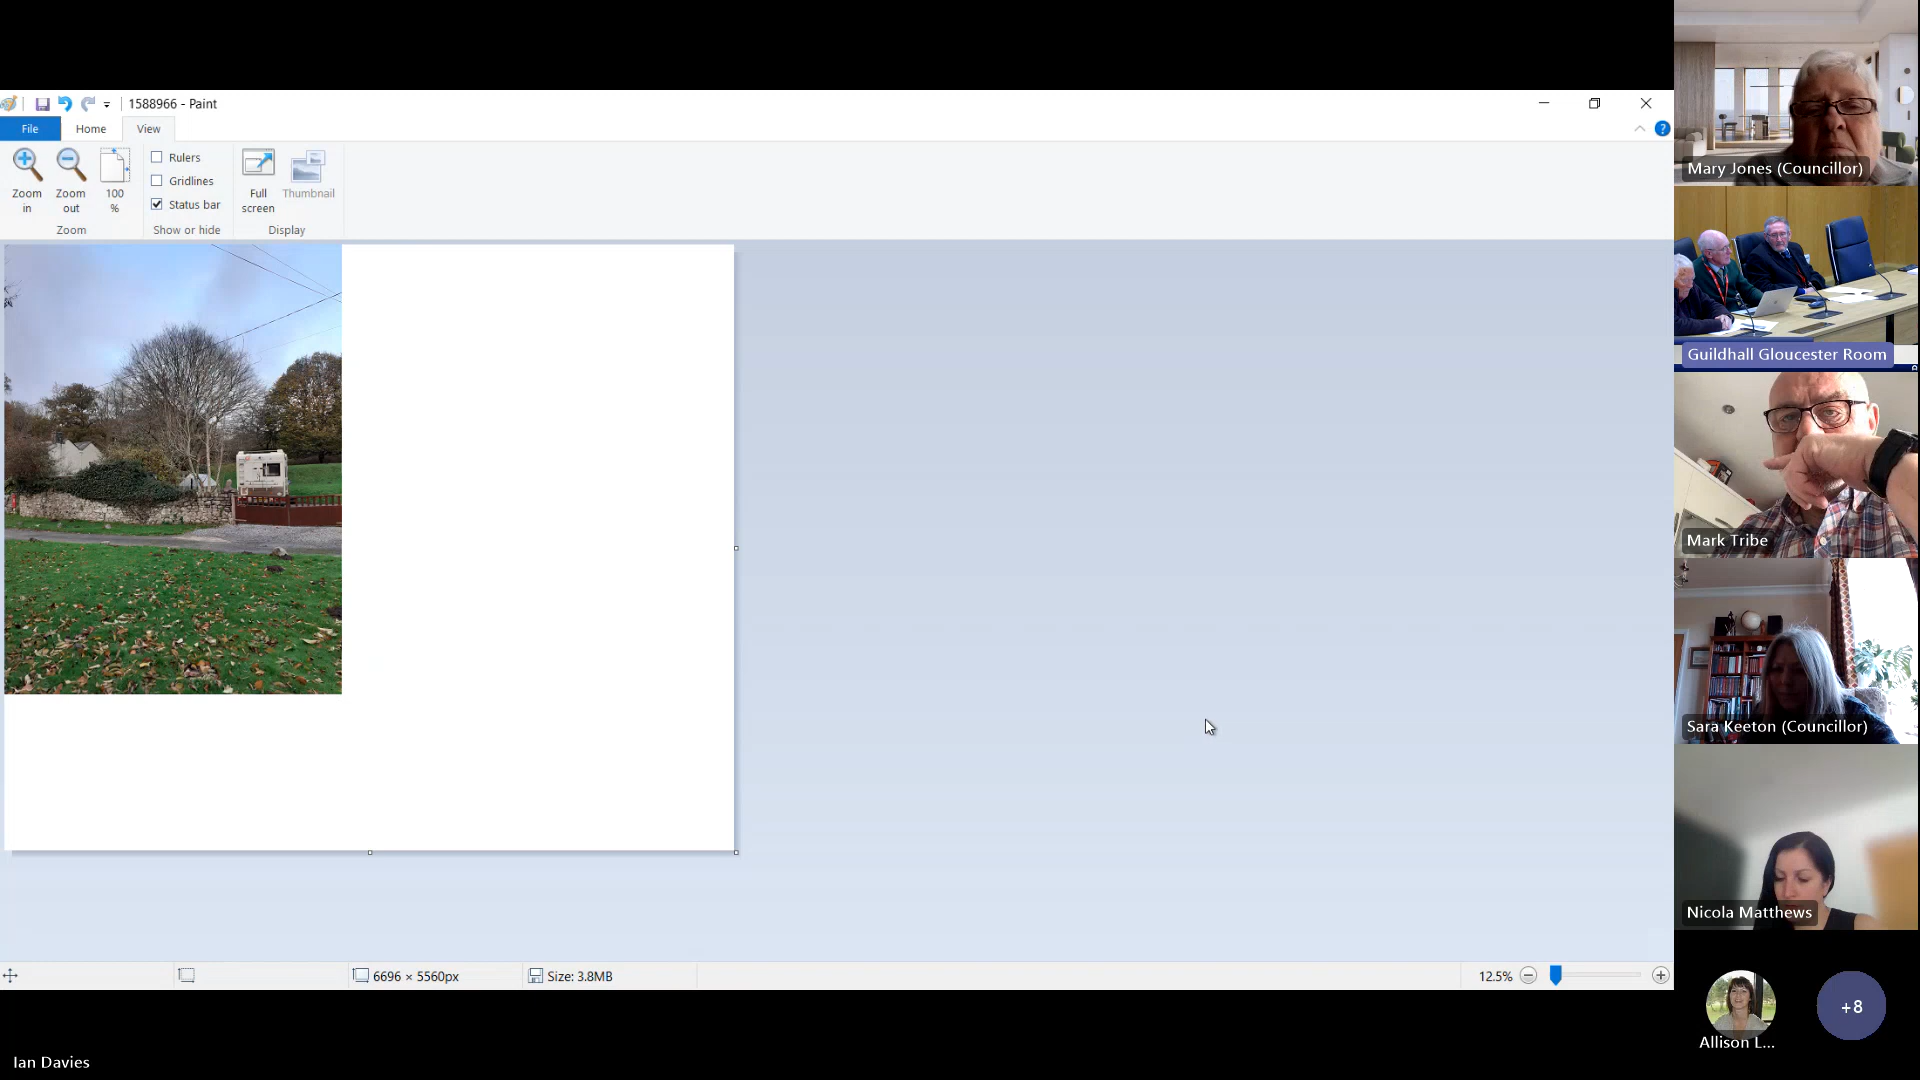 1588966 - Paint
File
Home
View
Zoom in
Zoom out
100 %
Rulers
Gridlines
Status bar
Full screen
Thumbnail
Zoom
Show or hide
Display
6696 × 5560px
Size: 3.8MB
12.5%
Ian Davies
Mary Jones (Councillor)
Guildhall Gloucester Room
Mark Tribe
Sara Keeton (Councillor)
Nicola Matthews
Allison L...
+8